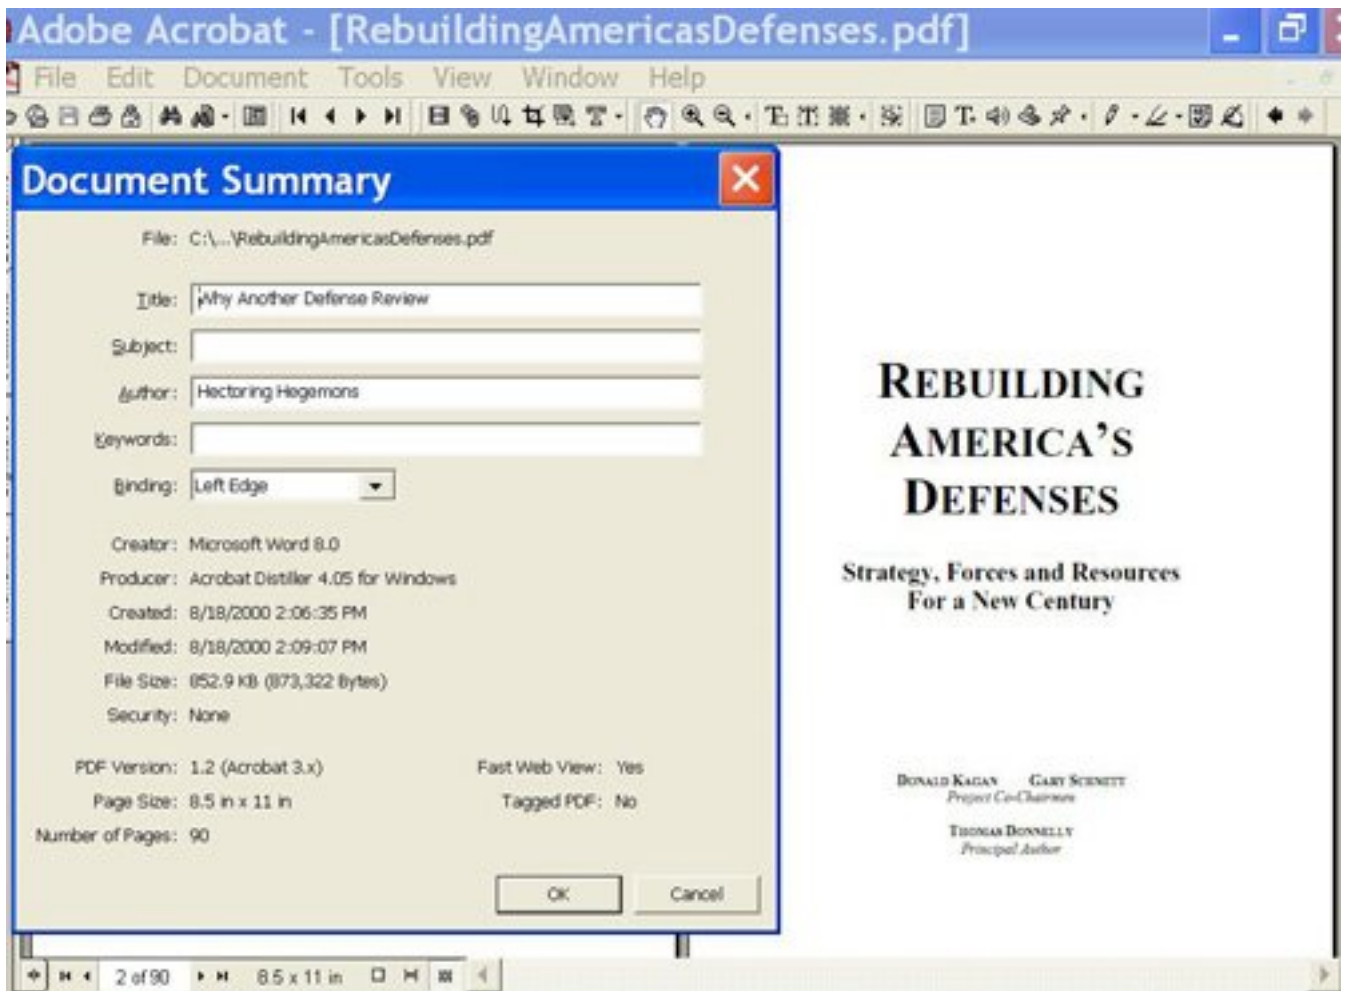 Adobe Acrobat - [RebuildingAmericasDefenses.pdf]
File Edit Document Tools View Window Help
Document Summary
File: C:\...\RebuildingAmericasDefenses.pdf
Title: Why Another Defense Review
Subject:
Author: Hectoring Hegemons
Keywords:
Binding: Left Edge
Creator: Microsoft Word 8.0
Producer: Acrobat Distiller 4.05 for Windows
Created: 8/18/2000 2:06:35 PM
Modified: 8/18/2000 2:09:07 PM
File Size: 852.9 KB (873,322 Bytes)
Security: None
PDF Version: 1.2 (Acrobat 3.x) Fast Web View: Yes
Page Size: 8.5 in x 11 in Tagged PDF: No
Number of Pages: 90
OK Cancel
REBUILDING
AMERICA'S
DEFENSES
Strategy, Forces and Resources
For a New Century
DONALD KAGAN GARY SCHMITT
Project Co-Chairmen
THOMAS DONNELLY
Principal Author
2 of 90 8.5 x 11 in